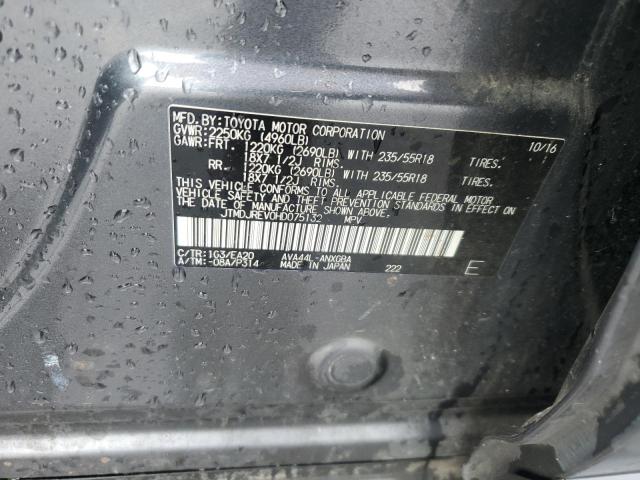 MFD. BY: TOYOTA MOTOR CORPORATION 10/16
GVWR: 2250KG (4960LB)
GAWR: FRT. 1220KG (2690LB) WITH 235/55R18 TIRES.
18X7 1/2J RIMS.
RR. 1220KG (2690LB) WITH 235/55R18 TIRES.
18X7 1/2J RIMS.
THIS VEHICLE CONFORMS TO ALL APPLICABLE FEDERAL MOTOR
VEHICLE SAFETY AND THEFT PREVENTION STANDARDS IN EFFECT ON
THE DATE OF MANUFACTURE SHOWN ABOVE.
JTMDJREV0HD075132 MPV
C/TR: 1G3/EA20 AVA44L-ANXGBA
A/TM: -08A/P314 MADE IN JAPAN 222 E